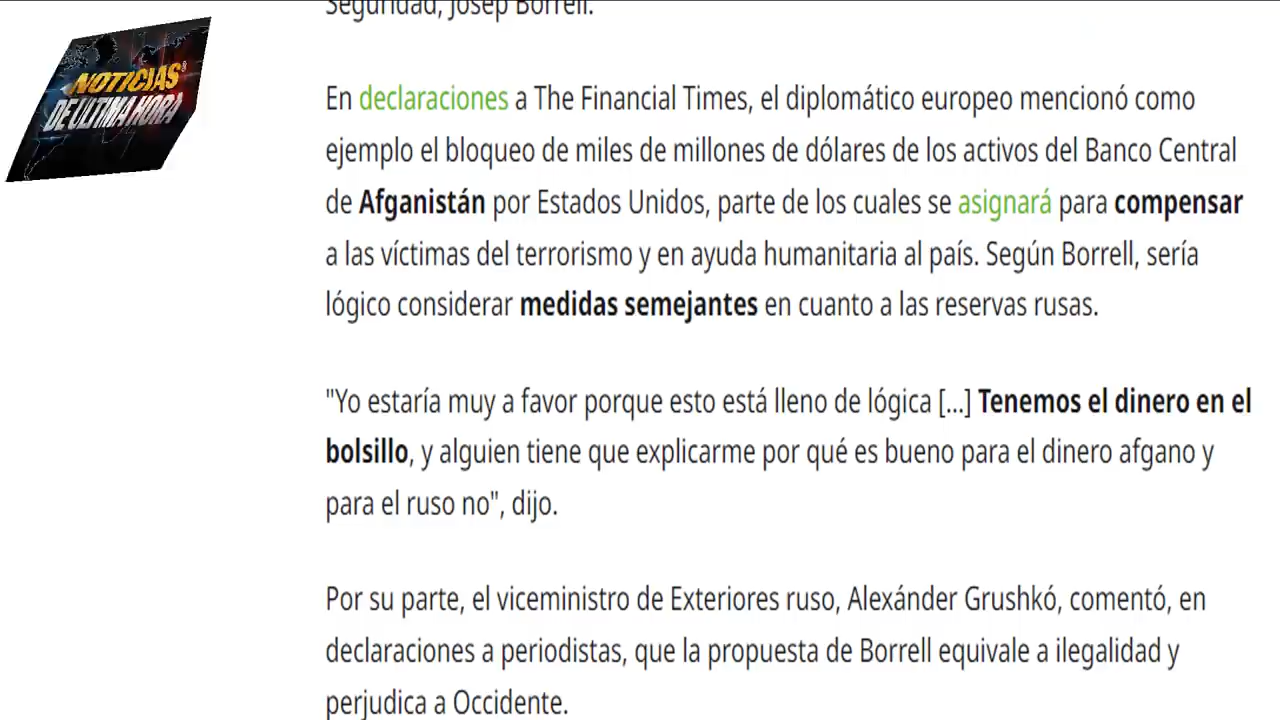 Seguridad, Josep Borrell.
NOTICIAS
DE ULTIMA HORA
En declaraciones a The Financial Times, el diplomático europeo mencionó como
ejemplo el bloqueo de miles de millones de dólares de los activos del Banco Central
de Afganistán por Estados Unidos, parte de los cuales se asignará para compensar
a las víctimas del terrorismo y en ayuda humanitaria al país. Según Borrell, sería
lógico considerar medidas semejantes en cuanto a las reservas rusas.
"Yo estaría muy a favor porque esto está lleno de lógica [...] Tenemos el dinero en el
bolsillo, y alguien tiene que explicarme por qué es bueno para el dinero afgano y
para el ruso no", dijo.
Por su parte, el viceministro de Exteriores ruso, Alexánder Grushkó, comentó, en
declaraciones a periodistas, que la propuesta de Borrell equivale a ilegalidad y
perjudica a Occidente.